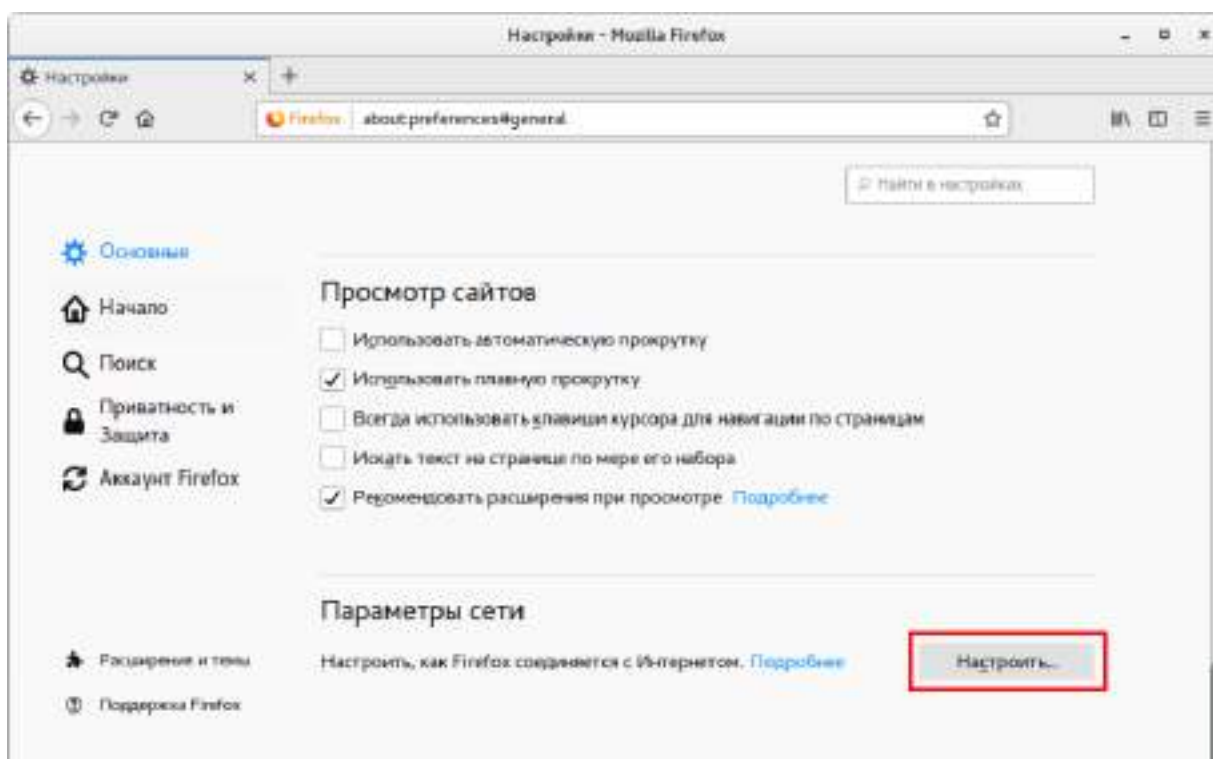 Настройки - Mozilla Firefox
Настройки
Firefox about:preferences#general
Найти в настройках
Основные
Начало
Поиск
Приватность и
Защита
Аккаунт Firefox
Расширения и темы
Поддержка Firefox
Просмотр сайтов
Использовать автоматическую прокрутку
Использовать плавную прокрутку
Всегда использовать клавиши курсора для навигации по страницам
Искать текст на странице по мере его набора
Рекомендовать расширения при просмотре Подробнее
Параметры сети
Настроить, как Firefox соединяется с Интернетом. Подробнее
Настроить...